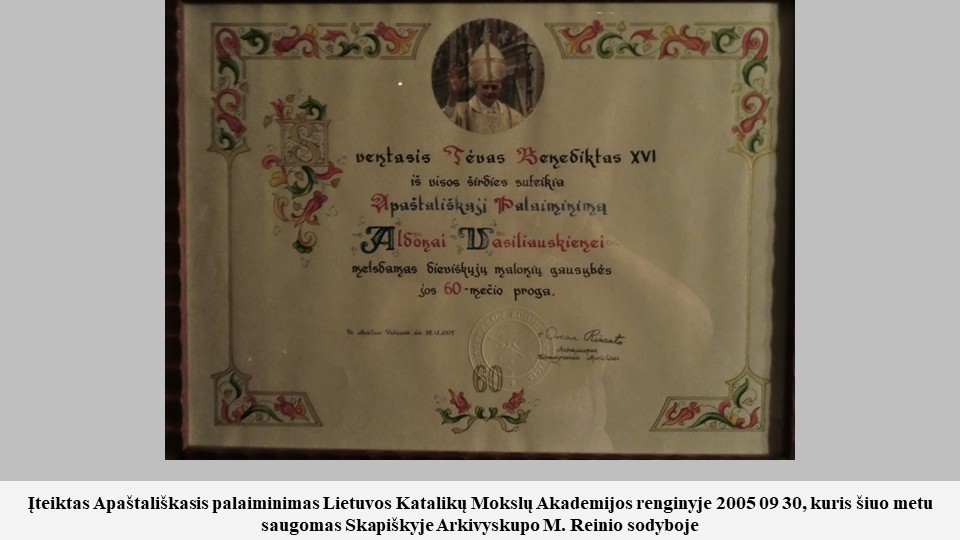 Šventasis Tėvas Benediktas XVI
iš visos širdies suteikia
Apaštališkąjį Palaiminimą
Aldonai Vasiliauskienei
melsdamas dieviškųjų malonių gausybės
jos 60-mečio proga.
60
Įteiktas Apaštališkasis palaiminimas Lietuvos Katalikų Mokslų Akademijos renginyje 2005 09 30, kuris šiuo metu
saugomas Skapiškyje Arkivyskupo M. Reinio sodyboje